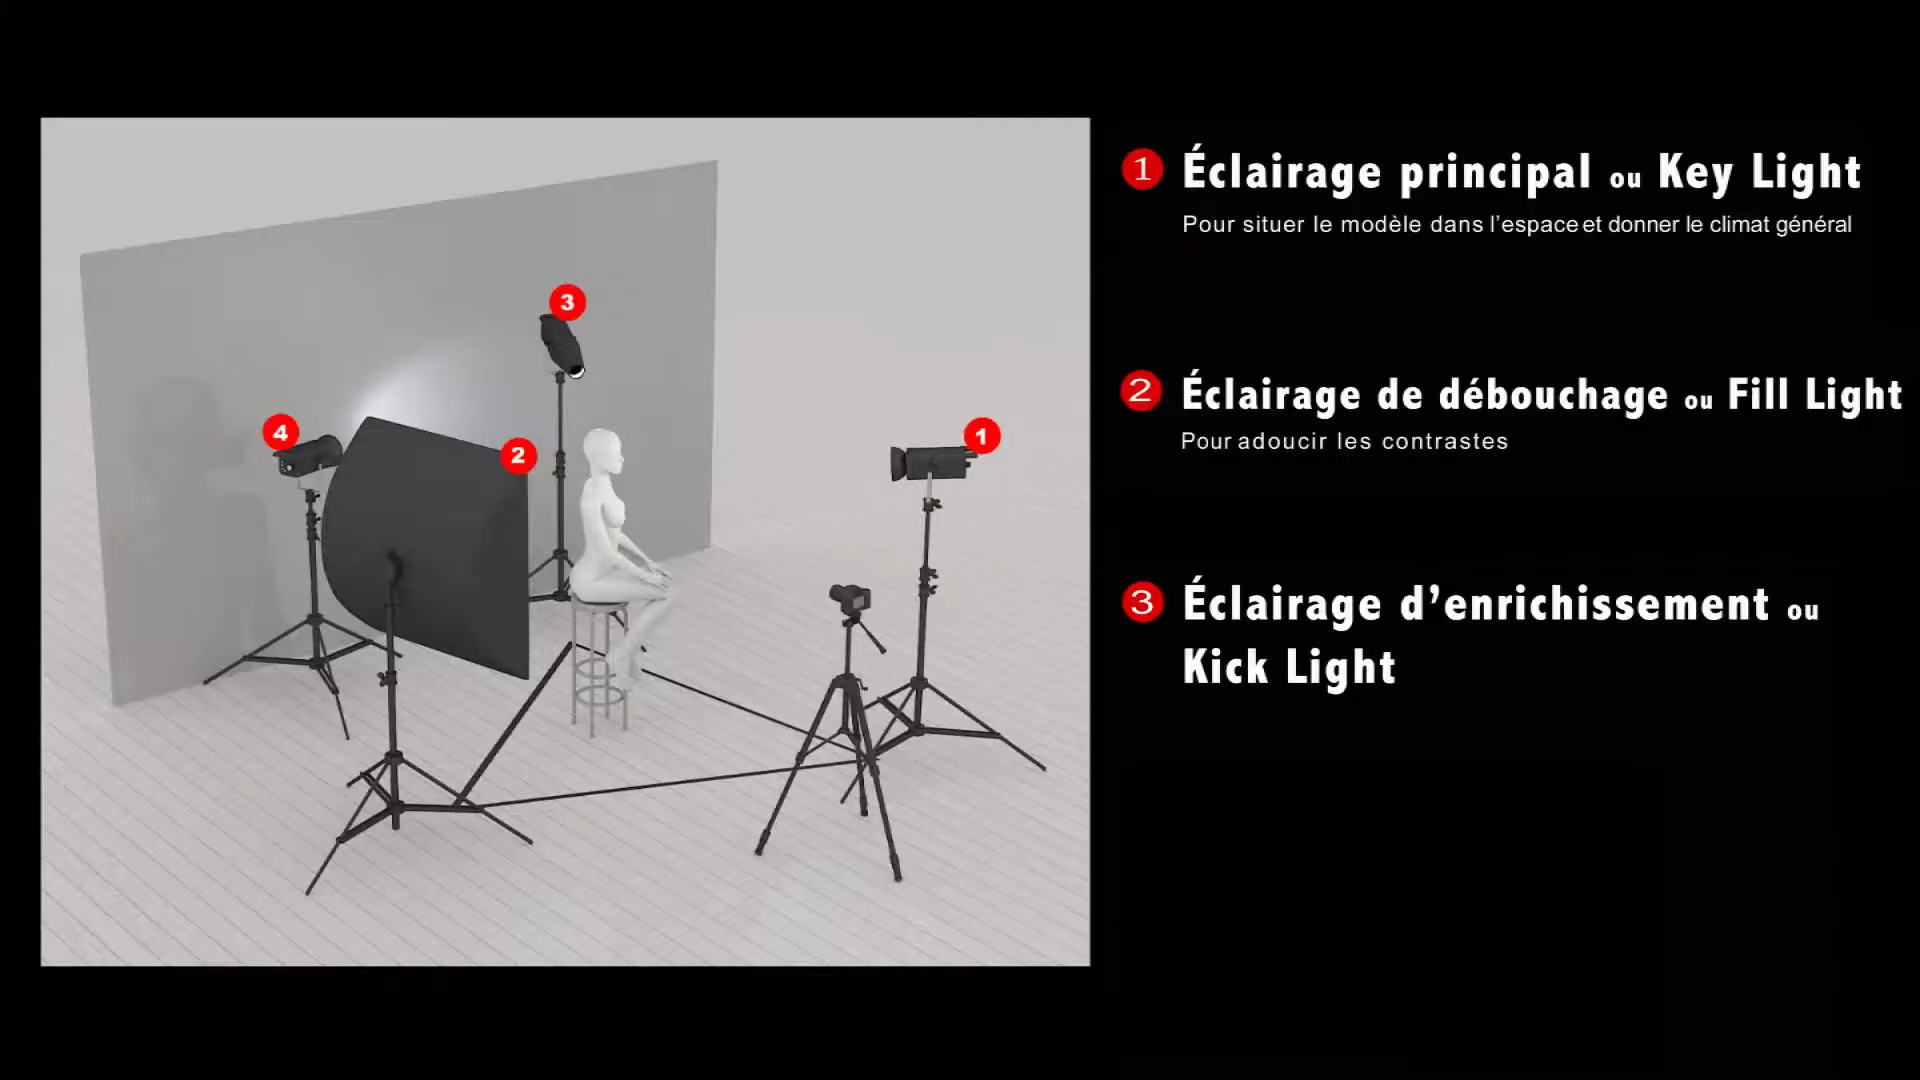 3
4
2
1
1 Éclairage principal ou Key Light
Pour situer le modèle dans l’espace et donner le climat général
2 Éclairage de débouchage ou Fill Light
Pour adoucir les contrastes
3 Éclairage d’enrichissement ou
Kick Light